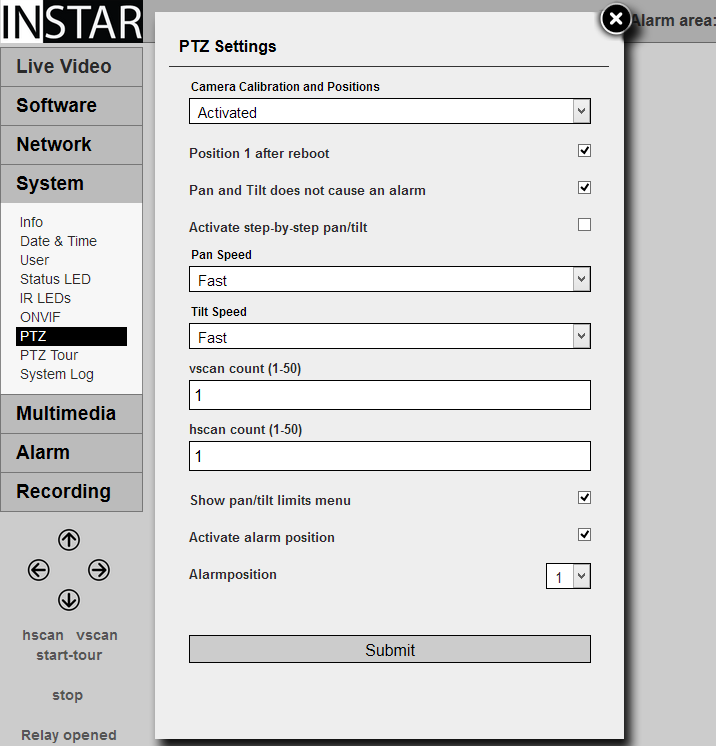 INSTAR
Alarm area:
Live Video
Software
Network
System
Info
Date & Time
User
Status LED
IR LEDs
ONVIF
PTZ
PTZ Tour
System Log
Multimedia
Alarm
Recording
hscan vscan
start-tour
stop
Relay opened
PTZ Settings
Camera Calibration and Positions
Activated
Position 1 after reboot
Pan and Tilt does not cause an alarm
Activate step-by-step pan/tilt
Pan Speed
Fast
Tilt Speed
Fast
vscan count (1-50)
1
hscan count (1-50)
1
Show pan/tilt limits menu
Activate alarm position
Alarmposition
1
Submit